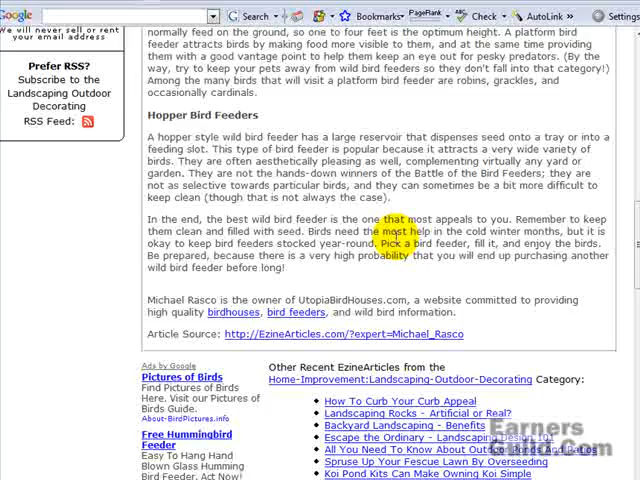 Google
Search
Bookmarks
PageRank
Check
AutoLink
Settings
We will never sell or rent
your email address
Prefer RSS?
Subscribe to the
Landscaping Outdoor
Decorating
RSS Feed:
normally feed on the ground, so one to four feet is the optimum height. A platform bird
feeder attracts birds by making food more visible to them, and at the same time providing
them with a good vantage point to help them keep an eye out for pesky predators. (By the
way, try to keep your pets away from wild bird feeders so they don't fall into that category!)
Among the many birds that will visit a platform bird feeder are robins, grackles, and
occasionally cardinals.
Hopper Bird Feeders
A hopper style wild bird feeder has a large reservoir that dispenses seed onto a tray or into a
feeding slot. This type of bird feeder is popular because it attracts a very wide variety of
birds. They are often aesthetically pleasing as well, complementing virtually any yard or
garden. They are not the hands-down winners of the Battle of the Bird Feeders; they are
not as selective towards particular birds, and they can sometimes be a bit more difficult to
keep clean (though that is not always the case).
In the end, the best wild bird feeder is the one that most appeals to you. Remember to keep
them clean and filled with seed. Birds need the most help in the cold winter months, but it is
okay to keep bird feeders stocked year-round. Pick a bird feeder, fill it, and enjoy the birds.
Be prepared, because there is a very high probability that you will end up purchasing another
wild bird feeder before long!
Michael Rasco is the owner of UtopiaBirdHouses.com, a website committed to providing
high quality birdhouses, bird feeders, and wild bird information.
Article Source: http://EzineArticles.com/?expert=Michael_Rasco
Ads by Google
Pictures of Birds
Find Pictures of Birds
Here. Visit our Pictures of
Birds Guide.
About-BirdPictures.info
Free Hummingbird
Feeder
Easy To Hang Hand
Blown Glass Humming
Bird Feeder. Act Now!
Other Recent EzineArticles from the
Home-Improvement:Landscaping-Outdoor-Decorating Category:
How To Curb Your Curb Appeal
Landscaping Rocks - Artificial or Real?
Backyard Landscaping - Benefits
Escape the Ordinary - Landscaping Design 101
All You Need To Know About Outdoor Ponds And Patios
Spruce Up Your Fescue Lawn By Overseeding
Koi Pond Kits Can Make Owning Koi Simple
Earners
Guild.Com